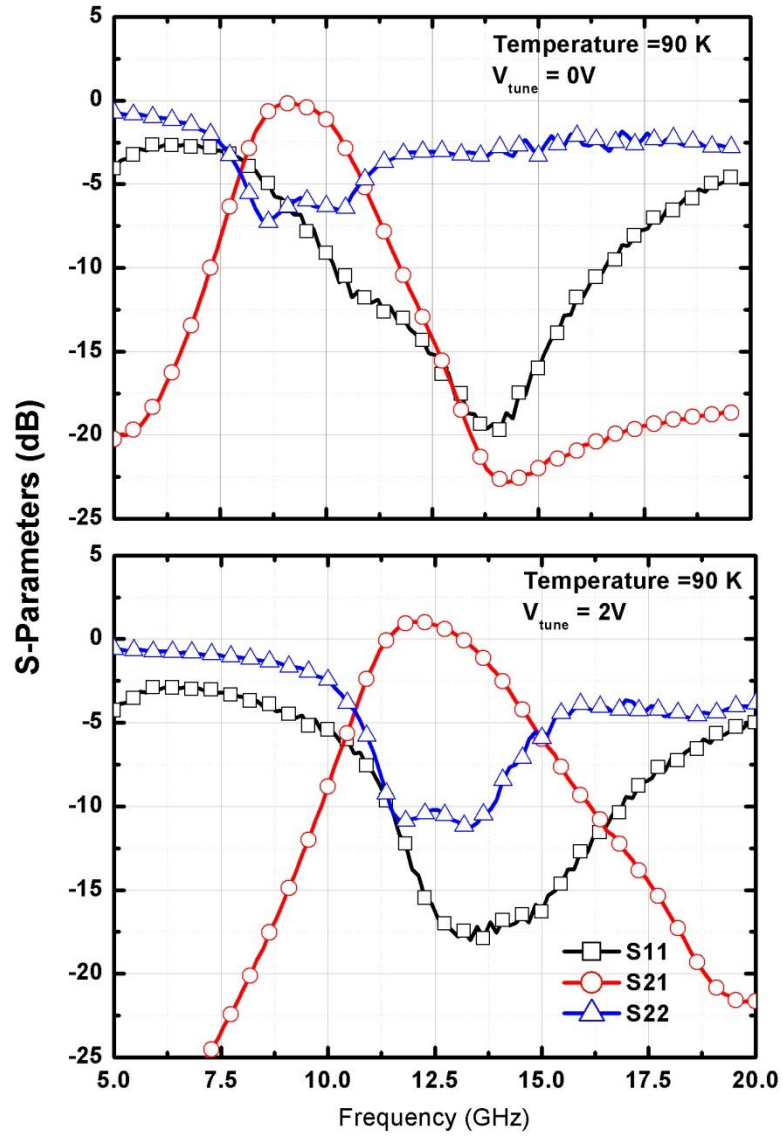 S-Parameters (dB)
5
0
-5
-10
-15
-20
-25
Temperature =90 K
V_tune = 0V
5
0
-5
-10
-15
-20
-25
Temperature =90 K
V_tune = 2V
S11
S21
S22
5.0 7.5 10.0 12.5 15.0 17.5 20.0
Frequency (GHz)